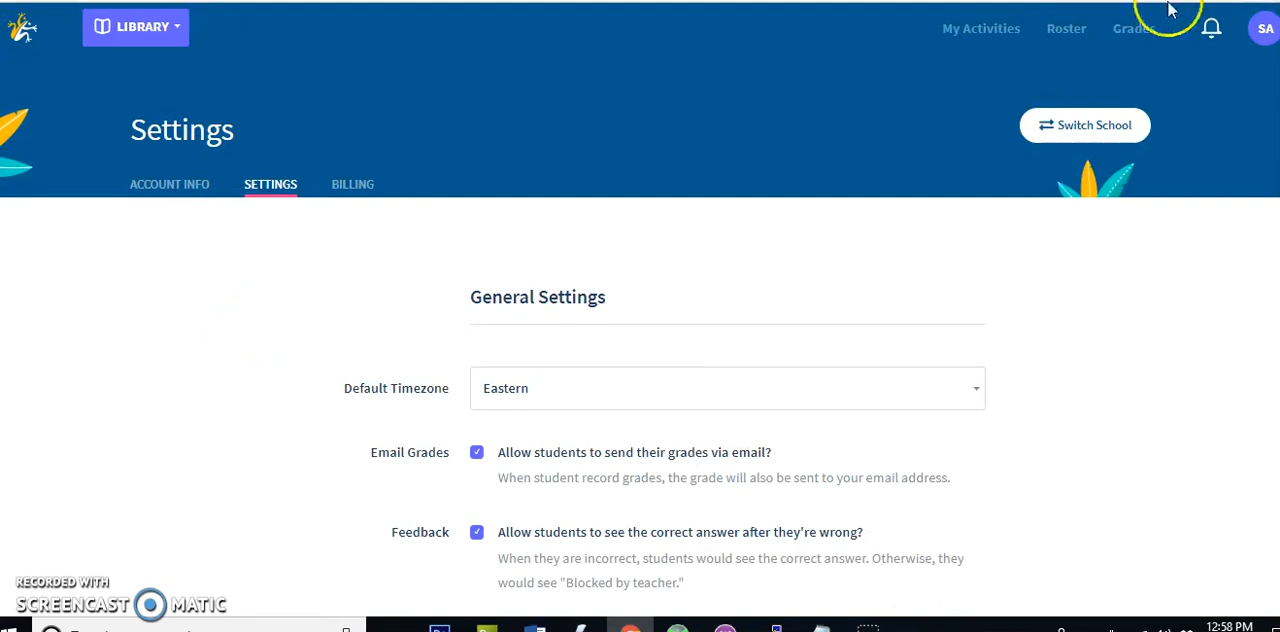 LIBRARY
My Activities
Roster
Grades
SA
Settings
Switch School
ACCOUNT INFO
SETTINGS
BILLING
General Settings
Default Timezone
Eastern
Email Grades
Allow students to send their grades via email?
When student record grades, the grade will also be sent to your email address.
Feedback
Allow students to see the correct answer after they're wrong?
When they are incorrect, students would see the correct answer. Otherwise, they
would see "Blocked by teacher."
RECORDED WITH
SCREENCAST MATIC
12:58 PM